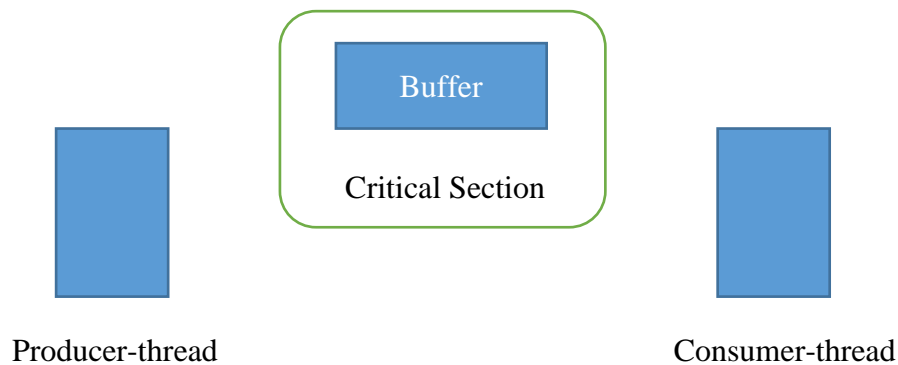 Buffer
Critical Section
Producer-thread
Consumer-thread